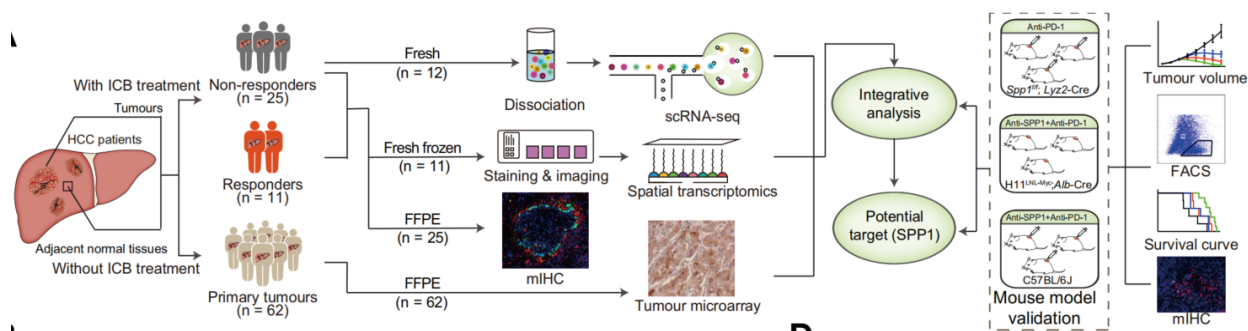 With ICB treatment
Tumours
HCC patients
Adjacent normal tissues
Without ICB treatment
Non-responders
(n = 25)
Responders
(n = 11)
Primary tumours
(n = 62)
Fresh
(n = 12)
Dissociation
scRNA-seq
Fresh frozen
(n = 11)
Staining & imaging
Spatial transcriptomics
FFPE
(n = 25)
mIHC
FFPE
(n = 62)
Tumour microarray
Integrative
analysis
Potential
target (SPP1)
Anti-PD-1
Spp1f/f; Lyz2-Cre
Anti-SPP1+Anti-PD-1
H11LNL-Myc;Alb-Cre
Anti-SPP1+Anti-PD-1
C57BL/6J
Mouse model
validation
Tumour volume
FACS
Survival curve
mIHC